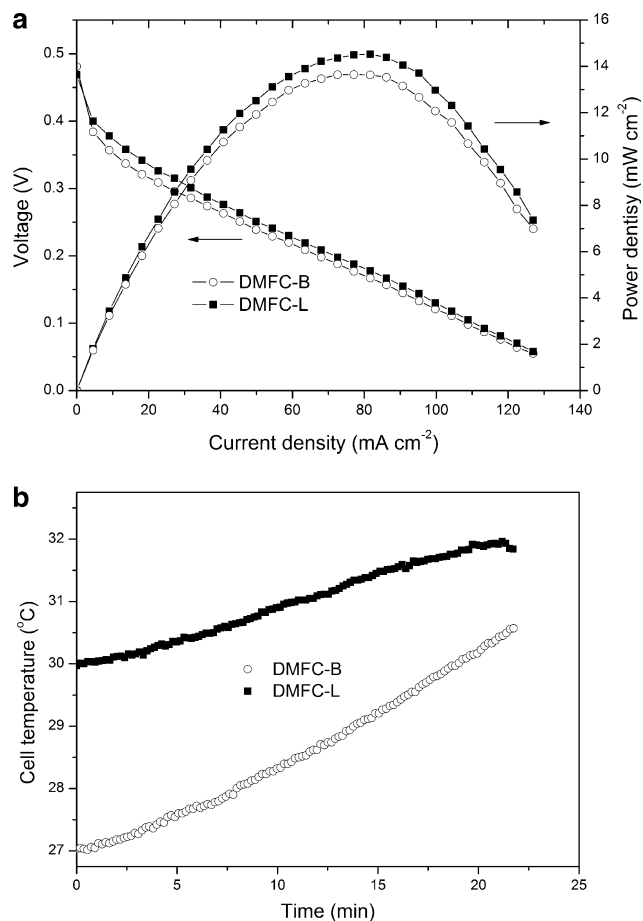 a
0.5
0.4
0.3
0.2
0.1
0.0
Voltage (V)
16
14
12
10
8
6
4
2
0
Power dentisy (mW cm-2)
DMFC-B
DMFC-L
0 20 40 60 80 100 120 140
Current density (mA cm-2)
b
32
31
30
29
28
27
Cell temperature (oC)
DMFC-B
DMFC-L
0 5 10 15 20 25
Time (min)